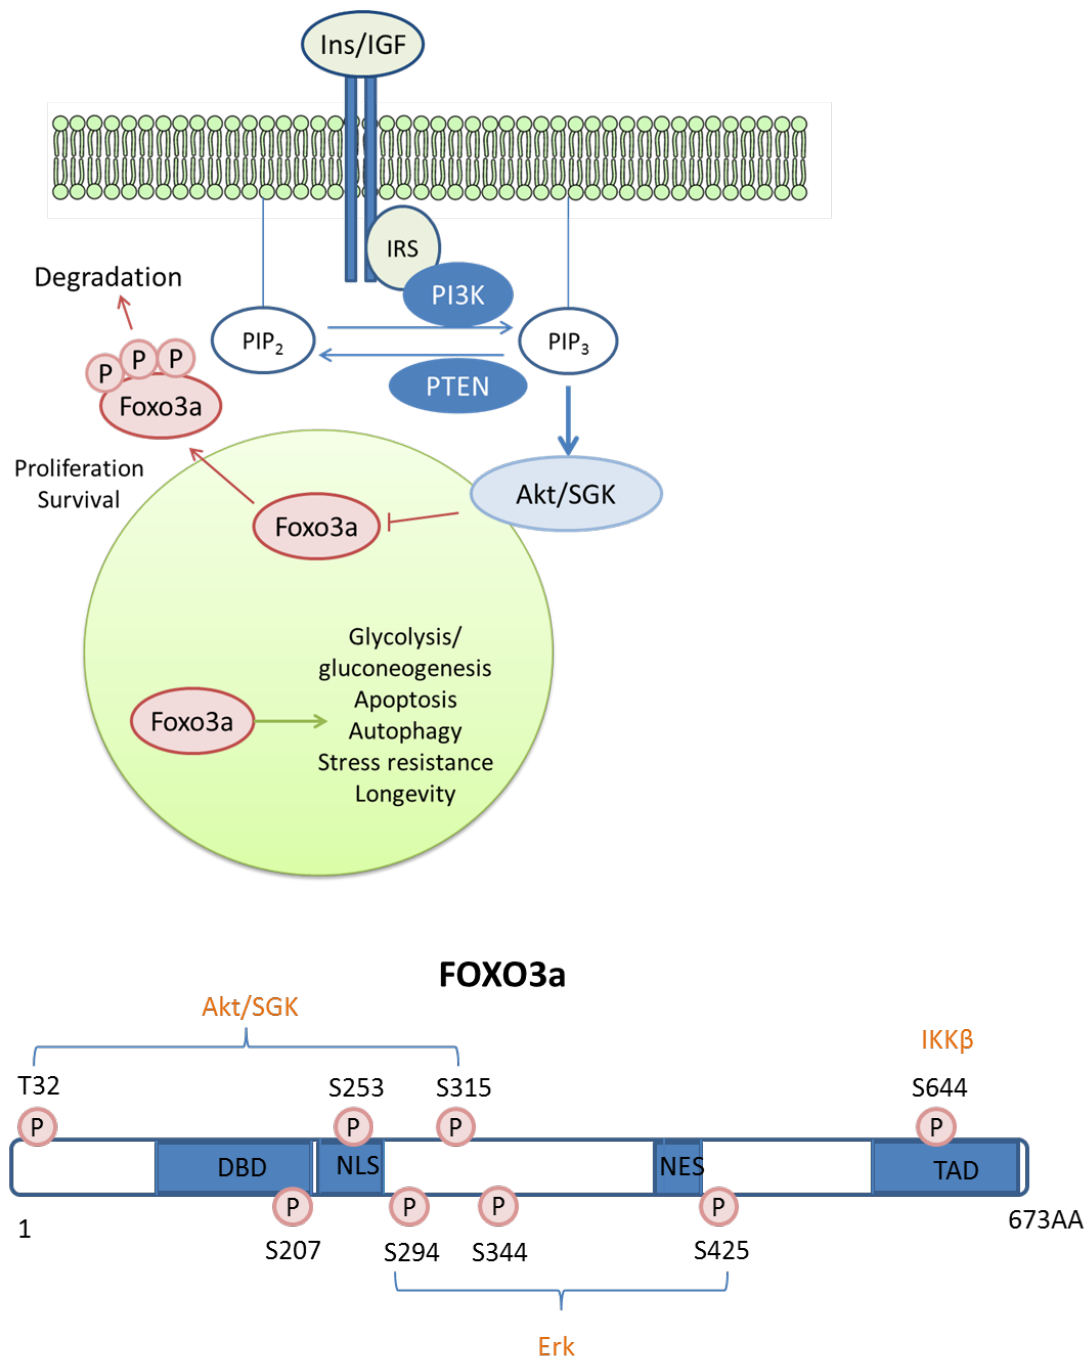 Ins/IGF
IRS
PI3K
Degradation
PIP2
PIP3
P
P
P
PTEN
Foxo3a
Proliferation
Survival
Akt/SGK
Foxo3a
Glycolysis/
gluconeogenesis
Apoptosis
Autophagy
Stress resistance
Longevity
Foxo3a
FOXO3a
Akt/SGK
IKKβ
T32
S253
S315
S644
P
P
P
P
DBD
NLS
NES
TAD
P
P
P
P
1
673AA
S207
S294
S344
S425
Erk